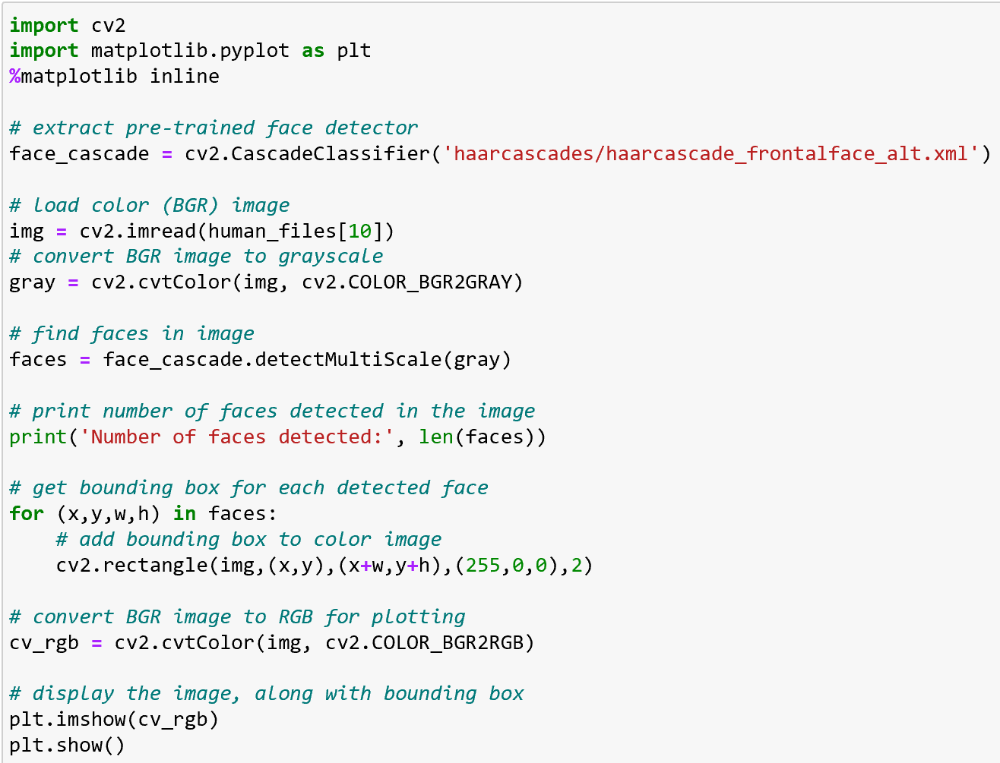 import cv2
import matplotlib.pyplot as plt
%matplotlib inline

# extract pre-trained face detector
face_cascade = cv2.CascadeClassifier('haarcascades/haarcascade_frontalface_alt.xml')

# load color (BGR) image
img = cv2.imread(human_files[10])
# convert BGR image to grayscale
gray = cv2.cvtColor(img, cv2.COLOR_BGR2GRAY)

# find faces in image
faces = face_cascade.detectMultiScale(gray)

# print number of faces detected in the image
print('Number of faces detected:', len(faces))

# get bounding box for each detected face
for (x,y,w,h) in faces:
    # add bounding box to color image
    cv2.rectangle(img,(x,y),(x+w,y+h),(255,0,0),2)

# convert BGR image to RGB for plotting
cv_rgb = cv2.cvtColor(img, cv2.COLOR_BGR2RGB)

# display the image, along with bounding box
plt.imshow(cv_rgb)
plt.show()